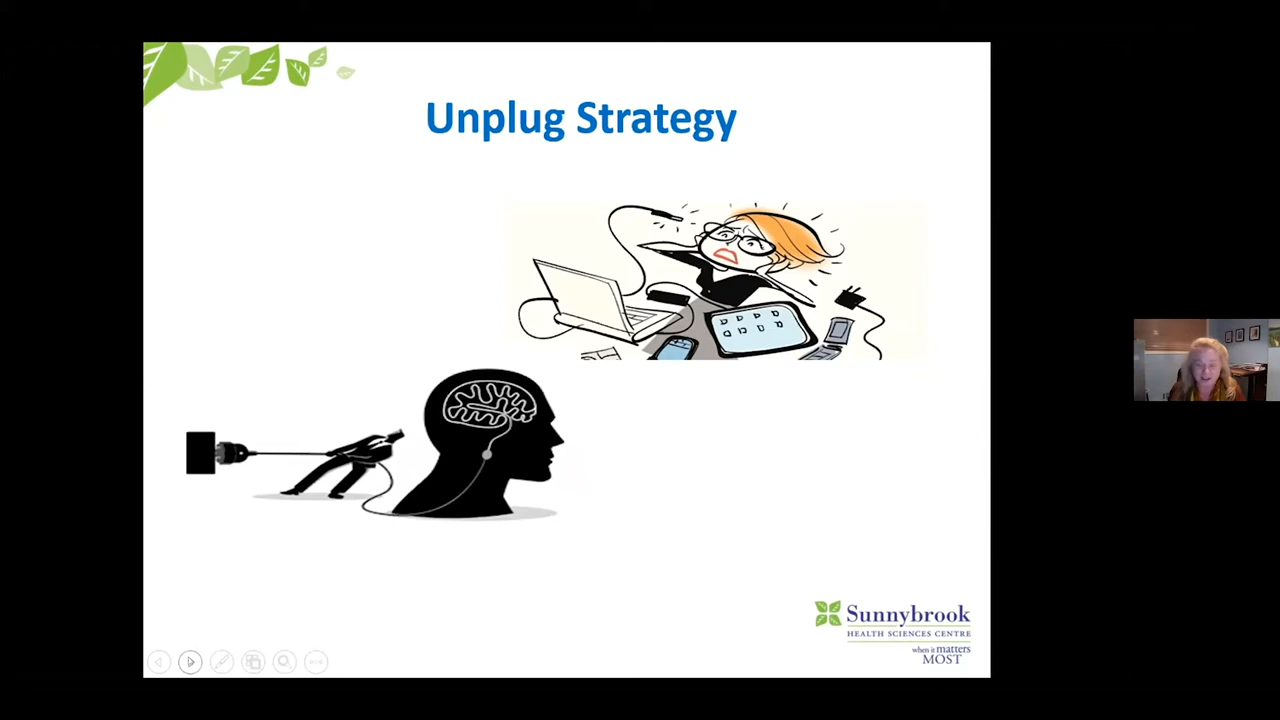 Unplug Strategy
Sunnybrook
HEALTH SCIENCES CENTRE
when it matters
MOST